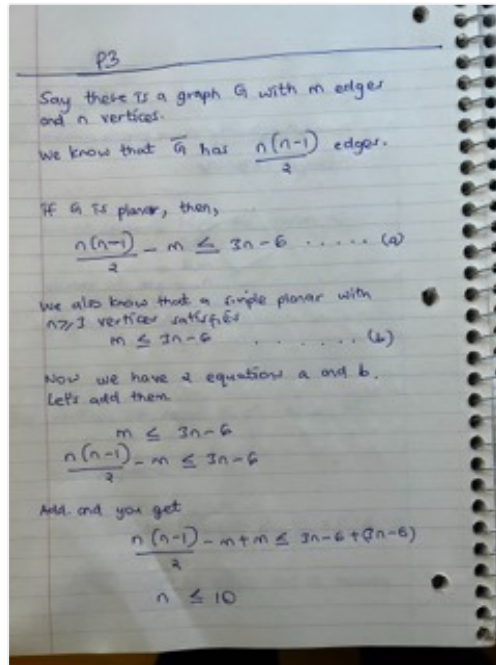 P3
Say there is a graph G with m edges
and n vertices.
We know that G̅ has n(n-1)/2 edges.
If G is planar, then,
n(n-1)/2 - m ≤ 3n-6 ..... (a)
We also know that a simple planar with
n≥3 vertices satisfies
m ≤ 3n-6 ....... (b)
Now we have 2 equations a and b.
Let's add them
m ≤ 3n-6
n(n-1)/2 - m ≤ 3n-6
Add and you get
n(n-1)/2 - m+m ≤ 3n-6+(3n-6)
n ≤ 10